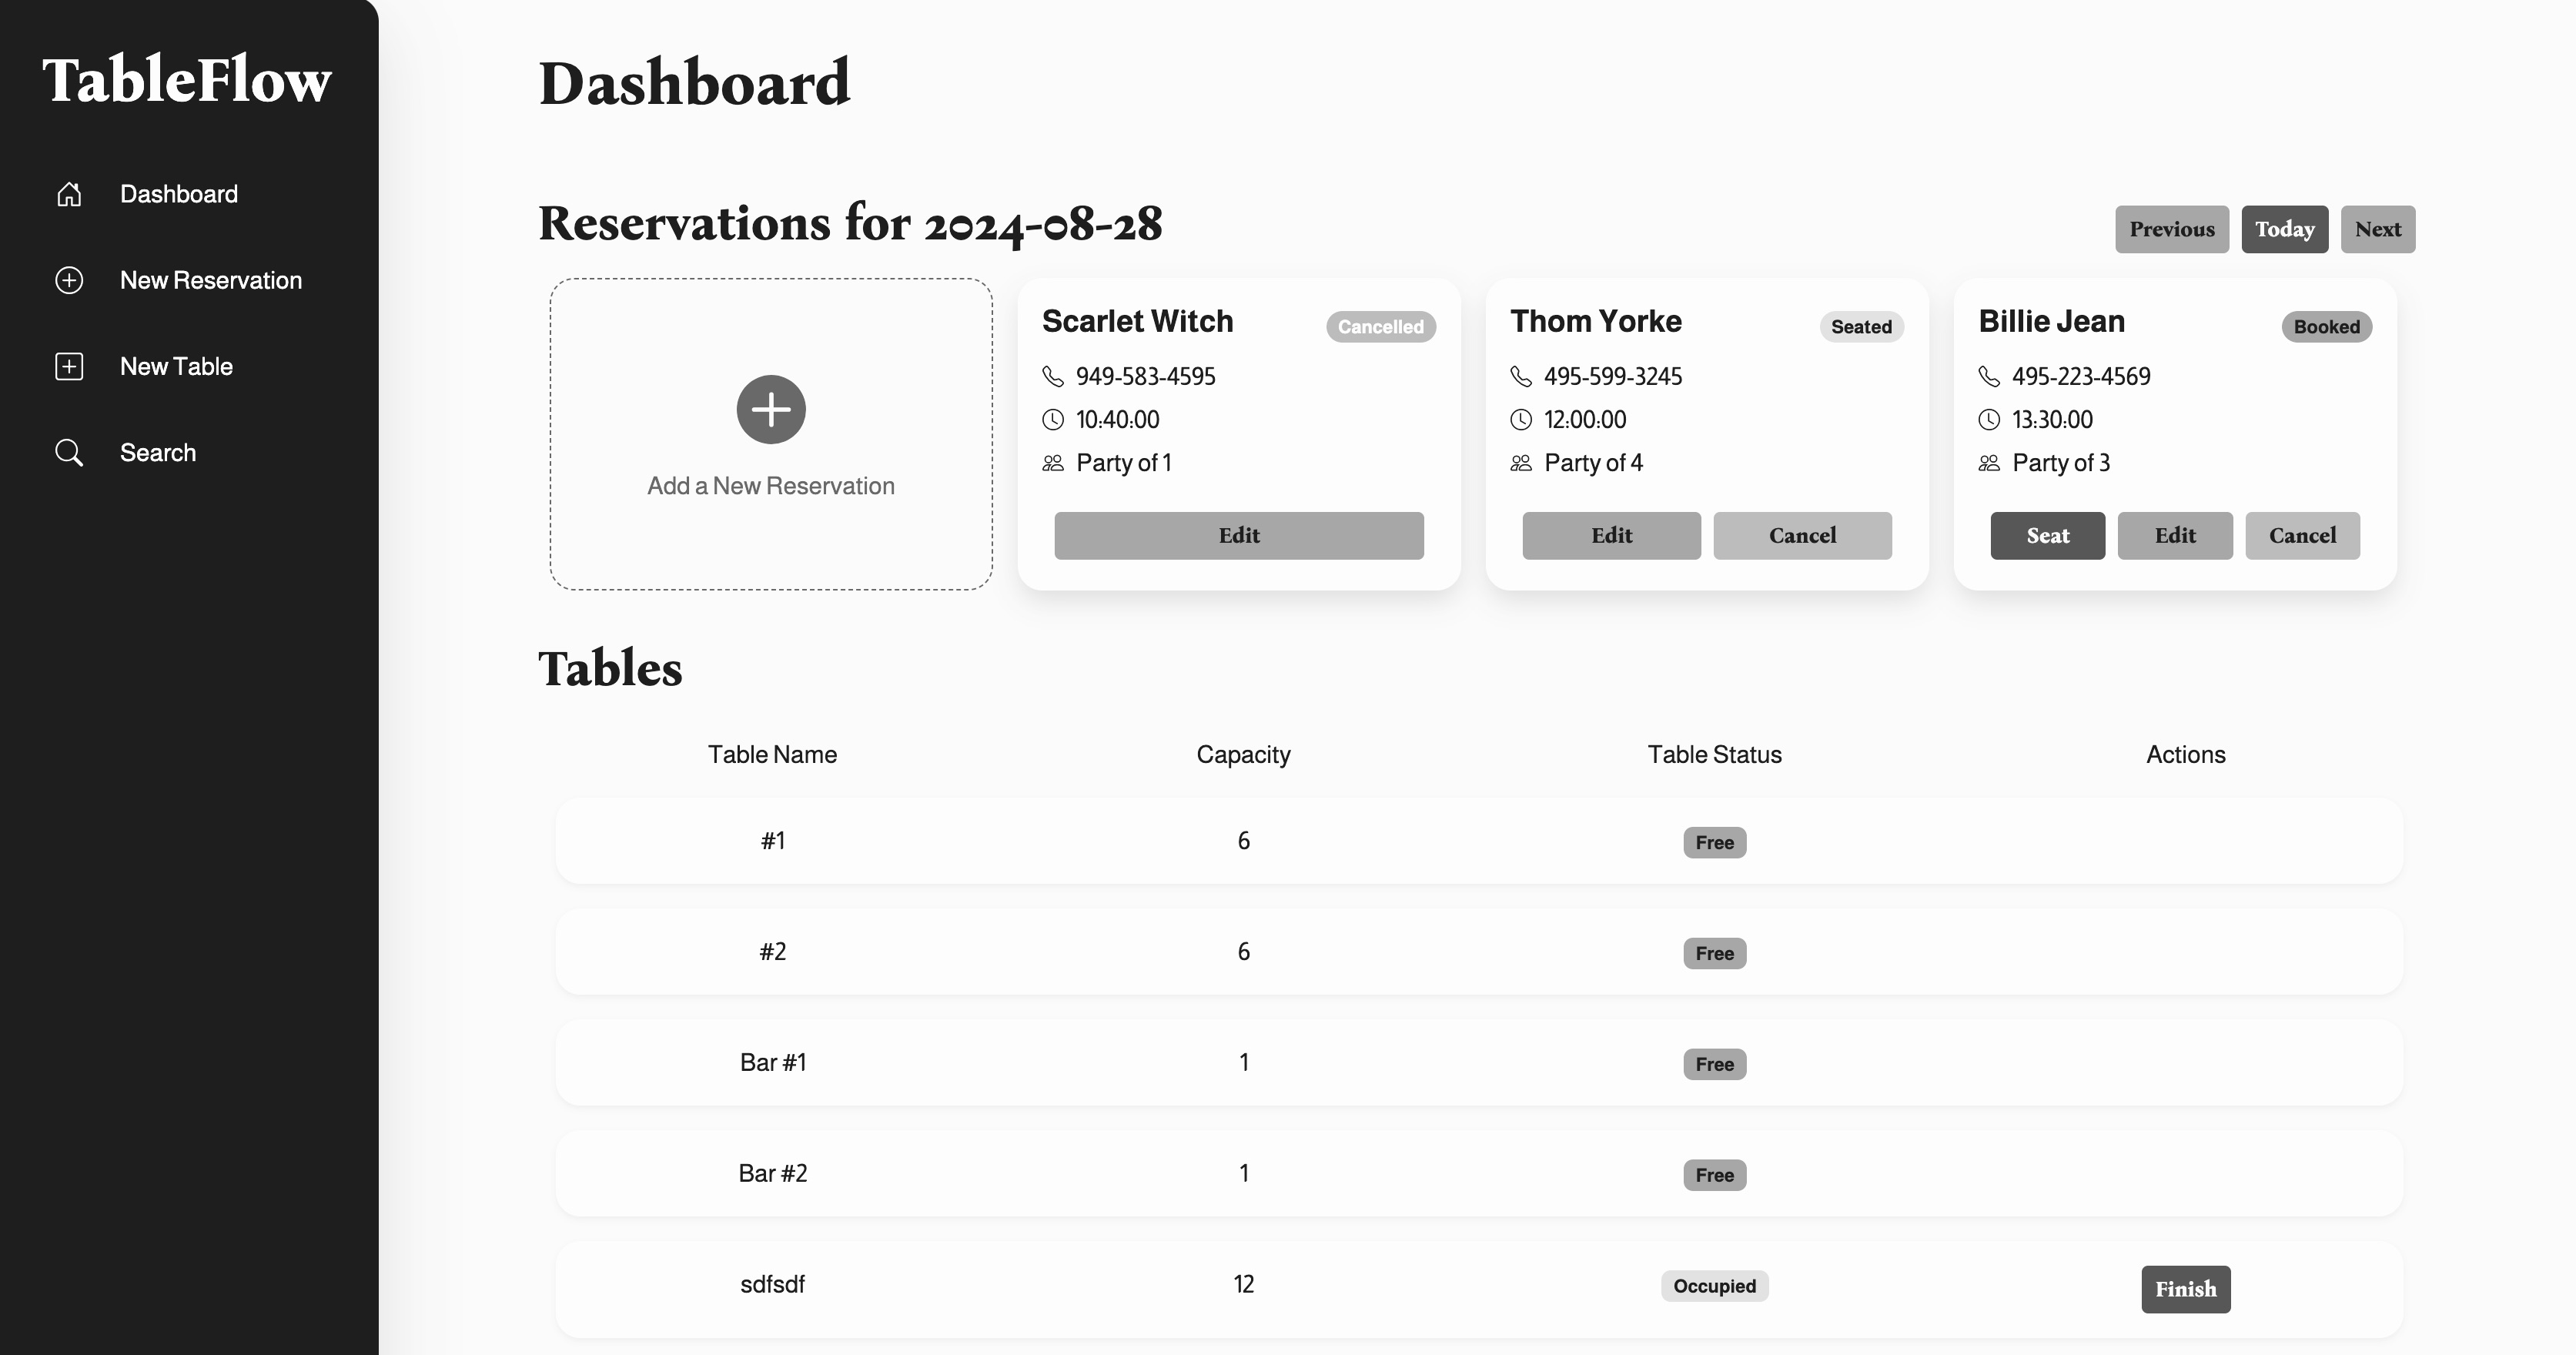 TableFlow
Dashboard
New Reservation
New Table
Search
Dashboard
Reservations for 2024-08-28
Previous Today Next
Add a New Reservation
Scarlet Witch Cancelled
949-583-4595
10:40:00
Party of 1
Edit
Thom Yorke Seated
495-599-3245
12:00:00
Party of 4
Edit Cancel
Billie Jean Booked
495-223-4569
13:30:00
Party of 3
Seat Edit Cancel
Tables
Table Name Capacity Table Status Actions
#1 6 Free
#2 6 Free
Bar #1 1 Free
Bar #2 1 Free
sdfsdf 12 Occupied Finish